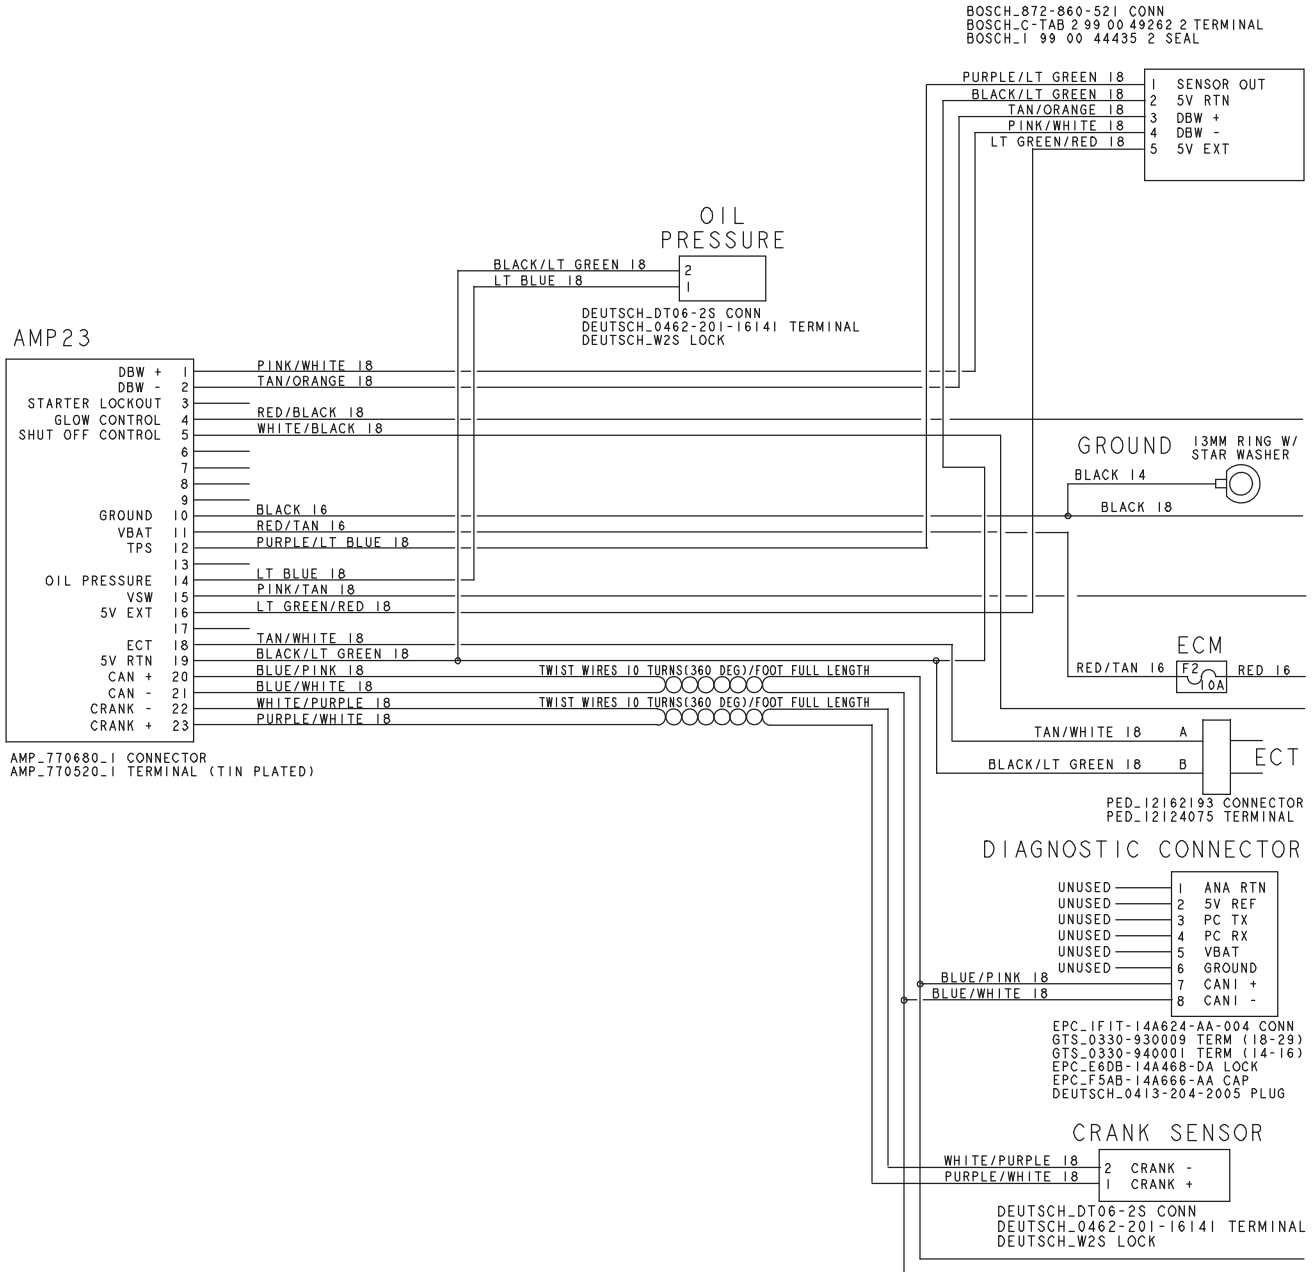 BOSCH_872-860-521 CONN
BOSCH_C-TAB 2 99 00 49262 2 TERMINAL
BOSCH_1 99 00 44435 2 SEAL
PURPLE/LT GREEN 18
BLACK/LT GREEN 18
TAN/ORANGE 18
PINK/WHITE 18
LT GREEN/RED 18
1 SENSOR OUT
2 5V RTN
3 DBW +
4 DBW -
5 5V EXT
OIL
PRESSURE
BLACK/LT GREEN 18
LT BLUE 18
2
1
DEUTSCH_DT06-2S CONN
DEUTSCH_0462-201-16141 TERMINAL
DEUTSCH_W2S LOCK
AMP23
DBW + 1 PINK/WHITE 18
DBW - 2 TAN/ORANGE 18
STARTER LOCKOUT 3
GLOW CONTROL 4 RED/BLACK 18
SHUT OFF CONTROL 5 WHITE/BLACK 18
6
7
8
9
GROUND 10 BLACK 16
VBAT 11 RED/TAN 16
TPS 12 PURPLE/LT BLUE 18
13
OIL PRESSURE 14 LT BLUE 18
VSW 15 PINK/TAN 18
5V EXT 16 LT GREEN/RED 18
17
ECT 18 TAN/WHITE 18
5V RTN 19 BLACK/LT GREEN 18
CAN + 20 BLUE/PINK 18
CAN - 21 BLUE/WHITE 18
CRANK - 22 WHITE/PURPLE 18
CRANK + 23 PURPLE/WHITE 18
AMP_770680_1 CONNECTOR
AMP_770520_1 TERMINAL (TIN PLATED)
TWIST WIRES 10 TURNS(360 DEG)/FOOT FULL LENGTH
TWIST WIRES 10 TURNS(360 DEG)/FOOT FULL LENGTH
GROUND
13MM RING W/
STAR WASHER
BLACK 14
BLACK 18
ECM
RED/TAN 16
F2
10A
RED 16
TAN/WHITE 18 A
BLACK/LT GREEN 18 B
ECT
PED_12162193 CONNECTOR
PED_12124075 TERMINAL
DIAGNOSTIC CONNECTOR
UNUSED 1 ANA RTN
UNUSED 2 5V REF
UNUSED 3 PC TX
UNUSED 4 PC RX
UNUSED 5 VBAT
UNUSED 6 GROUND
BLUE/PINK 18 7 CAN1 +
BLUE/WHITE 18 8 CAN1 -
EPC_1F1T-14A624-AA-004 CONN
GTS_0330-930009 TERM (18-29)
GTS_0330-940001 TERM (14-16)
EPC_E6DB-14A468-DA LOCK
EPC_F5AB-14A666-AA CAP
DEUTSCH_0413-204-2005 PLUG
CRANK SENSOR
WHITE/PURPLE 18 2 CRANK -
PURPLE/WHITE 18 1 CRANK +
DEUTSCH_DT06-2S CONN
DEUTSCH_0462-201-16141 TERMINAL
DEUTSCH_W2S LOCK